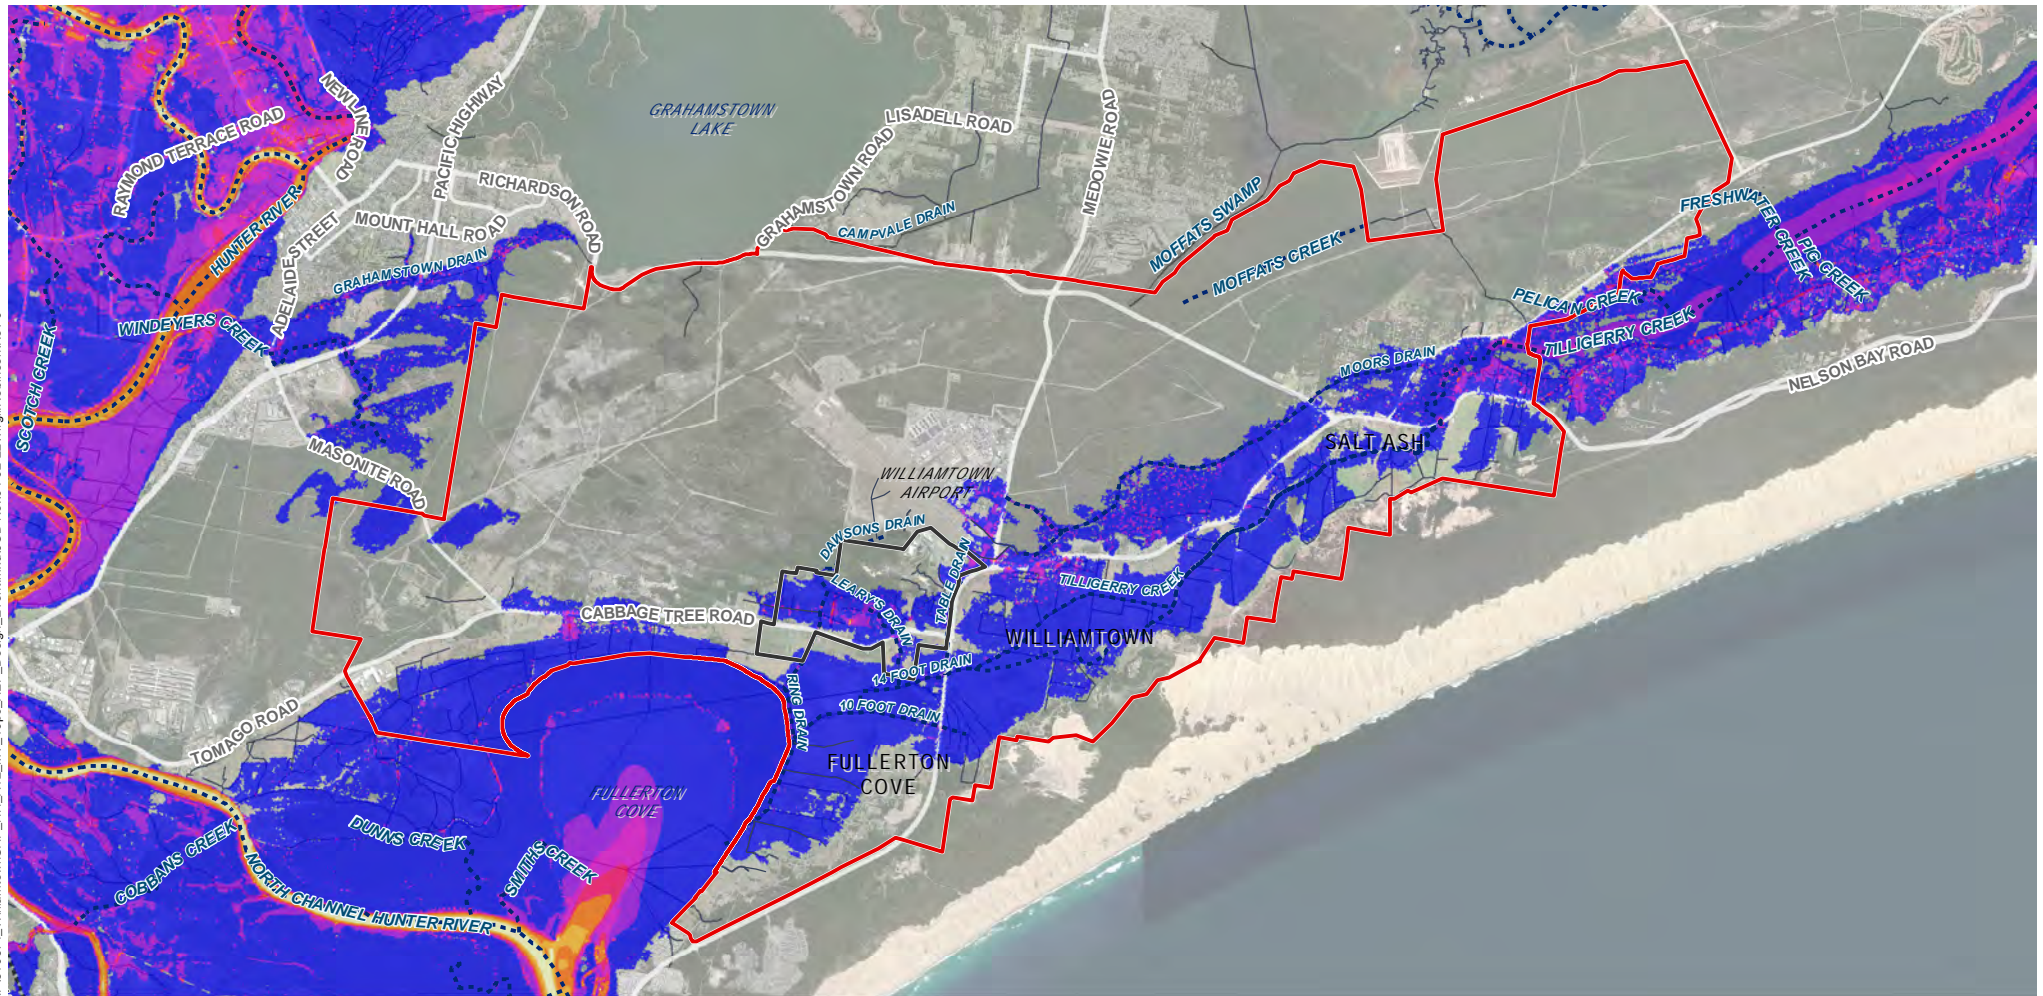 GRAHAMSTOWN
LAKE
NEWLINE
ROAD
RAYMOND TERRACE ROAD
PACIFIC HIGHWAY
LISADELL ROAD
MEDOWIE ROAD
GRAHAMSTOWN ROAD
RICHARDSON ROAD
MOUNT HALL ROAD
ADELAIDE STREET
HUNTER RIVER
GRAHAMSTOWN DRAIN
CAMPVALE DRAIN
MOFFATS SWAMP
MOFFATS CREEK
FRESHWATER CREEK
PIG CREEK
PELICAN CREEK
TILLIGERRY CREEK
NELSON BAY ROAD
WINDEYERS CREEK
SCOTCH CREEK
MOORS DRAIN
SALT ASH
MASONITE ROAD
WILLIAMTOWN
AIRPORT
DAWSONS DRAIN
LEARY'S DRAIN
TABLE DRAIN
TILLIGERRY CREEK
CABBAGE TREE ROAD
WILLIAMTOWN
14 FOOT DRAIN
RING DRAIN
10 FOOT DRAIN
TOMAGO ROAD
FULLERTON
COVE
FULLERTON
COVE
DUNNS CREEK
SMITHS CREEK
COBBANS CREEK
NORTH CHANNEL HUNTER RIVER